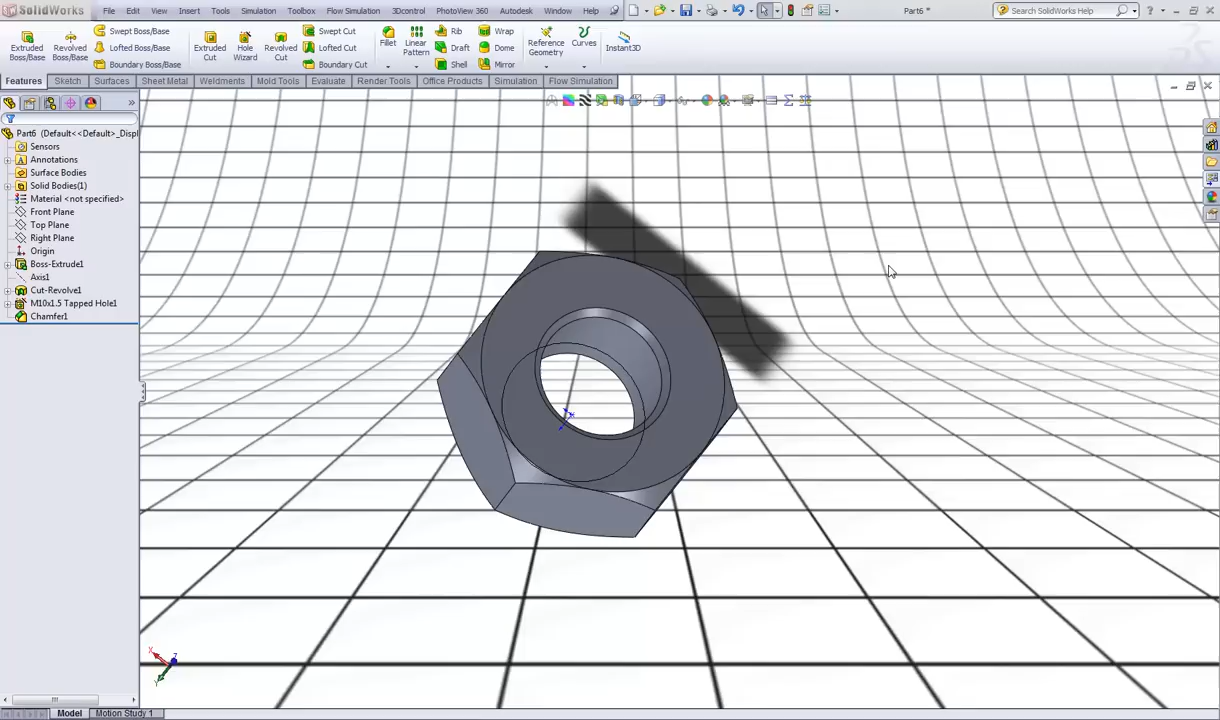 SolidWorks File Edit View Insert Tools Simulation Toolbox Flow Simulation 3Dcontrol PhotoView 360 Autodesk Window Help Part6 * Search SolidWorks Help
Extruded Boss/Base
Revolved Boss/Base
Swept Boss/Base
Lofted Boss/Base
Boundary Boss/Base
Extruded Cut
Hole Wizard
Revolved Cut
Swept Cut
Lofted Cut
Boundary Cut
Fillet
Linear Pattern
Rib
Draft
Shell
Wrap
Dome
Mirror
Reference Geometry
Curves
Instant3D
Features Sketch Surfaces Sheet Metal Weldments Mold Tools Evaluate Render Tools Office Products Simulation Flow Simulation
Part6 (Default<<Default>_Displ
Sensors
Annotations
Surface Bodies
Solid Bodies(1)
Material <not specified>
Front Plane
Top Plane
Right Plane
Origin
Boss-Extrude1
Axis1
Cut-Revolve1
M10x1.5 Tapped Hole1
Chamfer1
X Z
Y
Model Motion Study 1